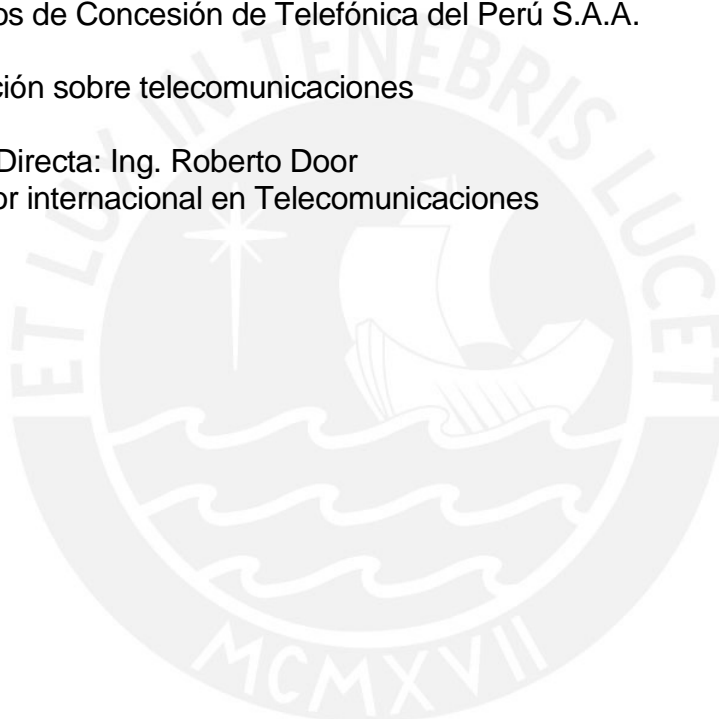 os de Concesión de Telefónica del Perú S.A.A.
ción sobre telecomunicaciones
Directa: Ing. Roberto Door
or internacional en Telecomunicaciones
ET LUX IN TENEBRIS LUCET
MCMXVII